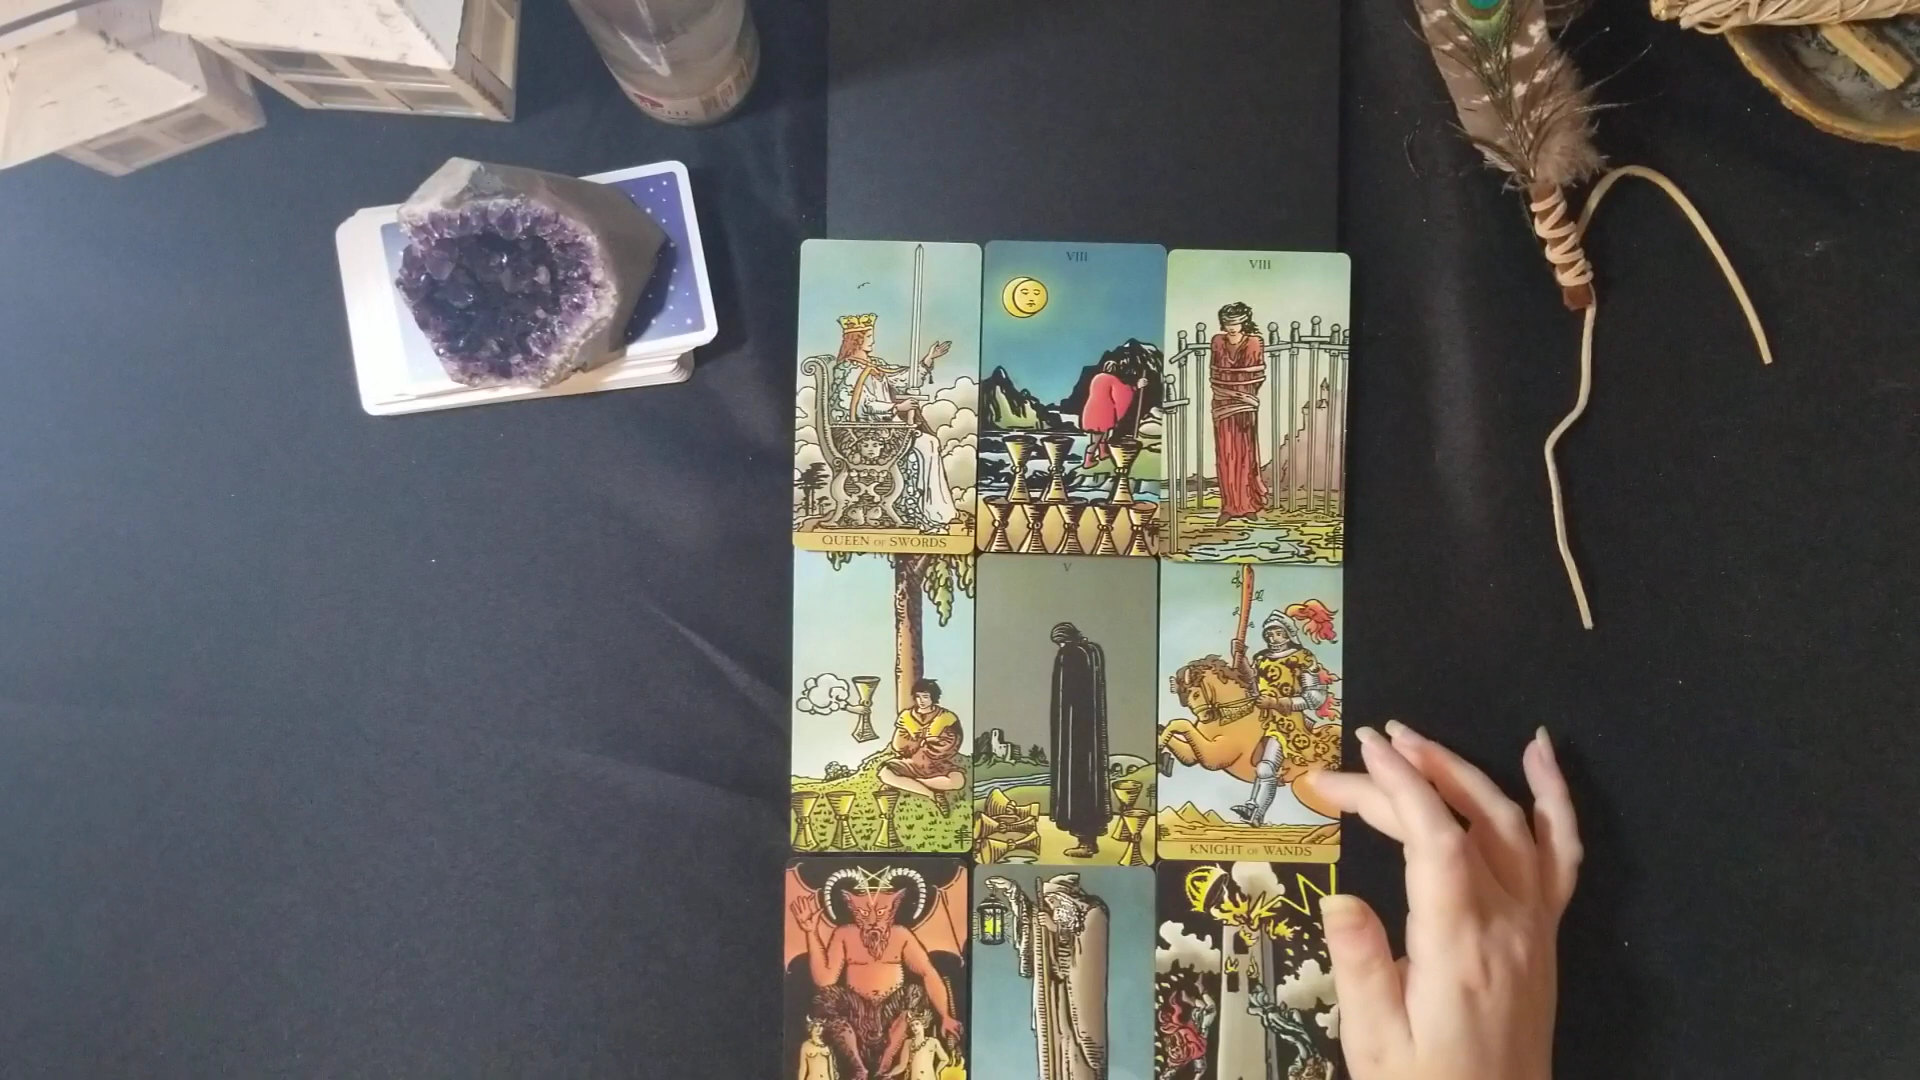 VIII
VIII
QUEEN OF SWORDS
V
KNIGHT OF WANDS